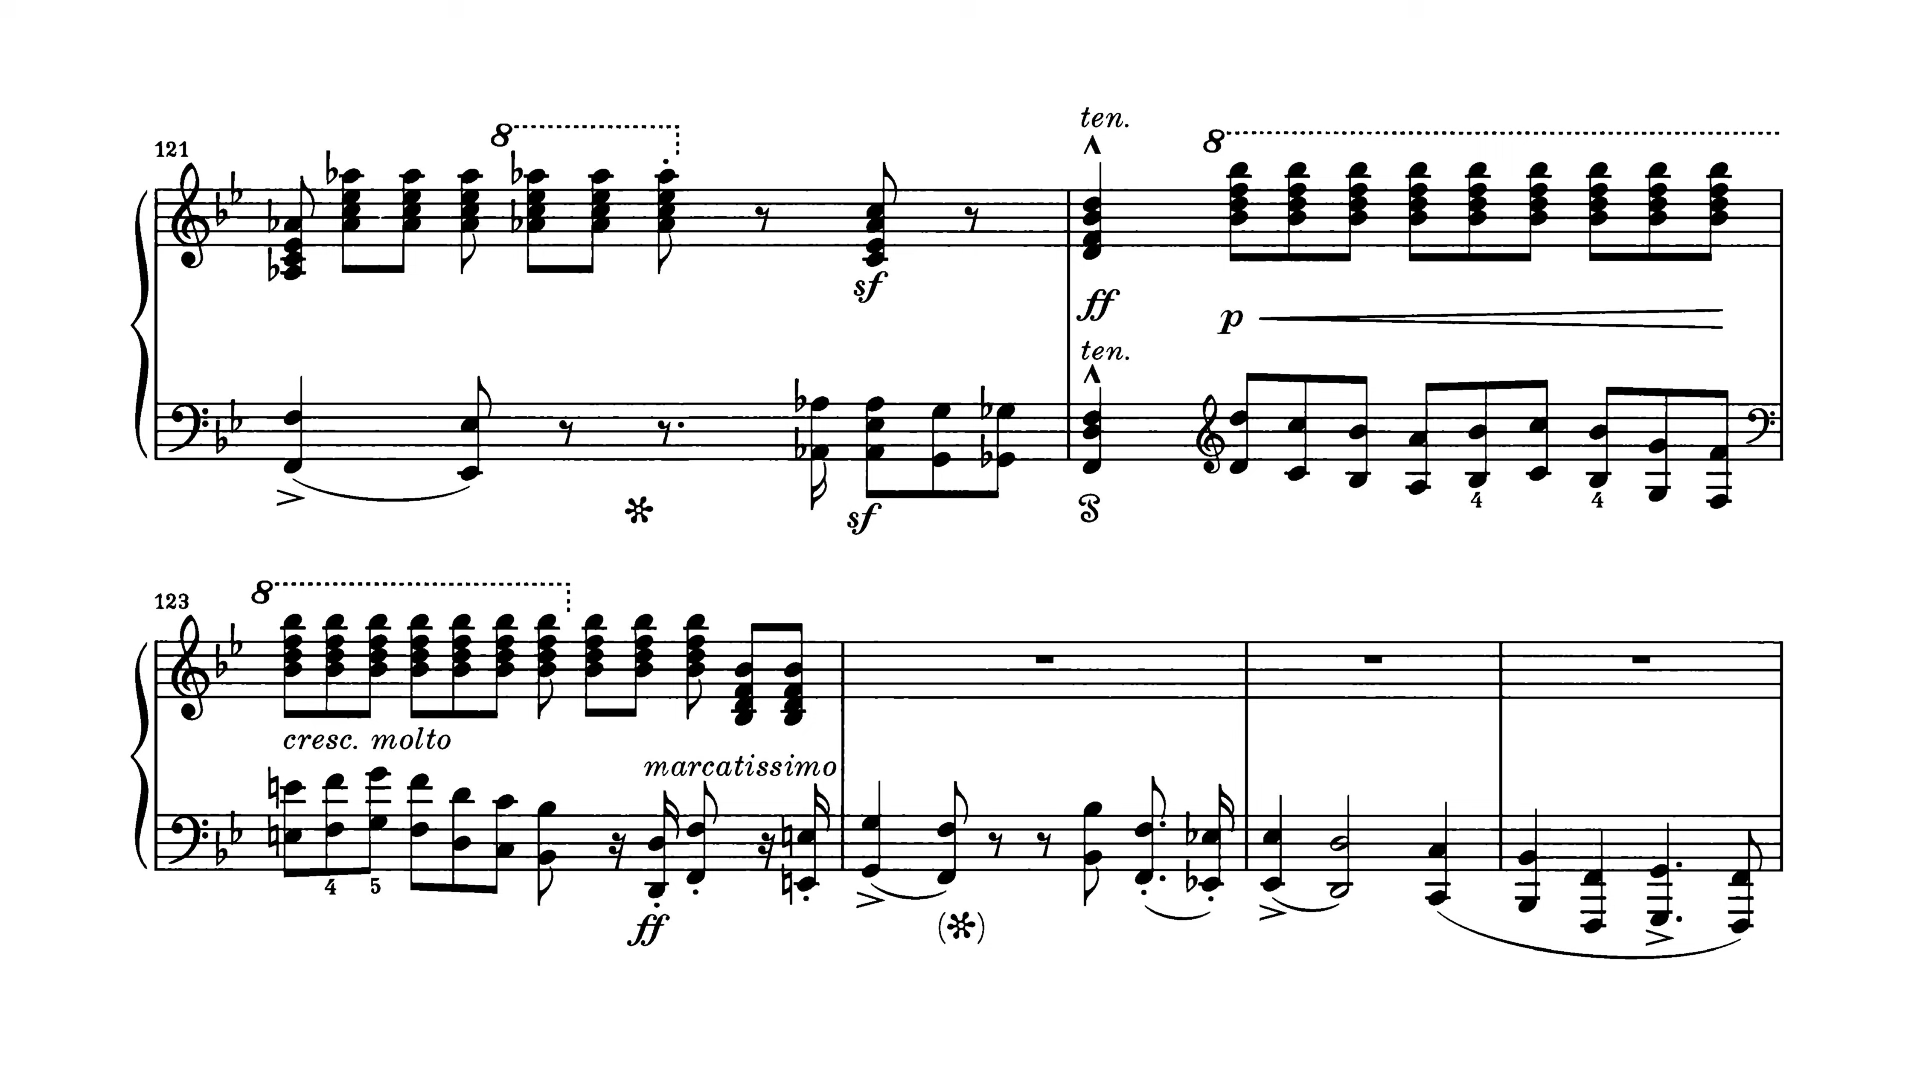 ten.
8 8
121
sf
ff p
ten.
4 4
sf
8
123
cresc. molto
marcatissimo
4 5
ff